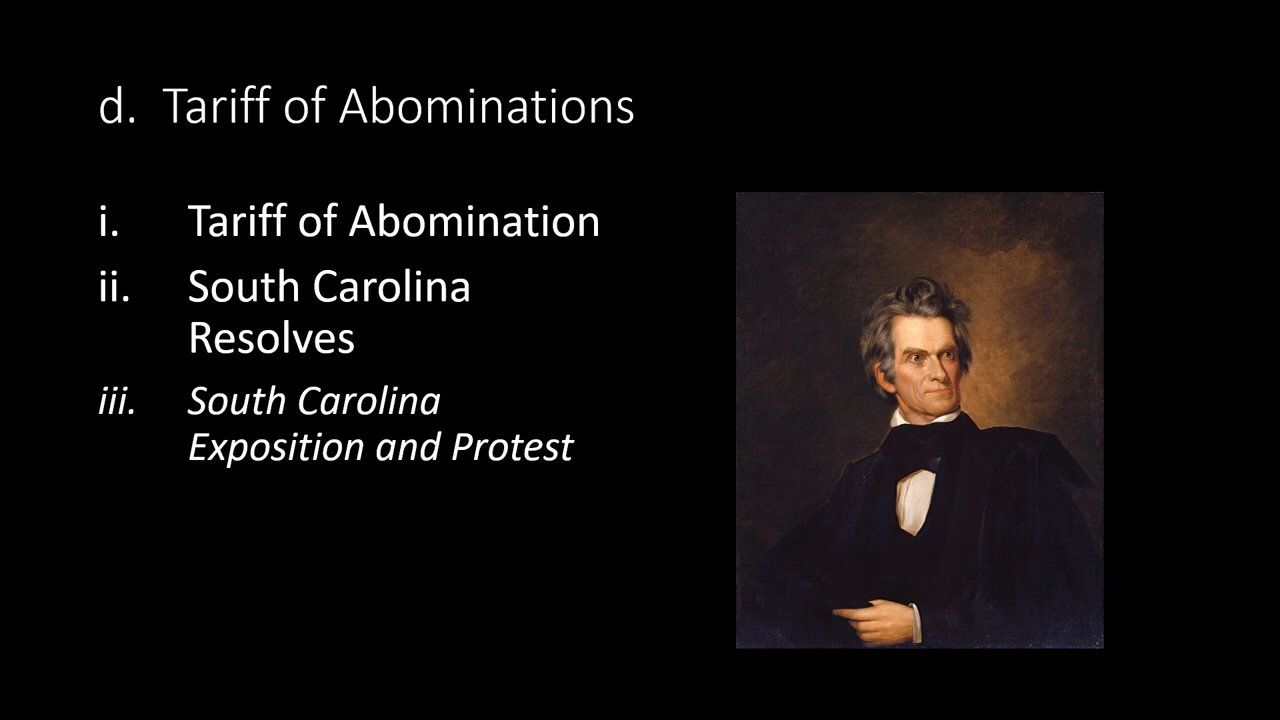 d. Tariff of Abominations
i. Tariff of Abomination
ii. South Carolina
Resolves
iii. South Carolina
Exposition and Protest